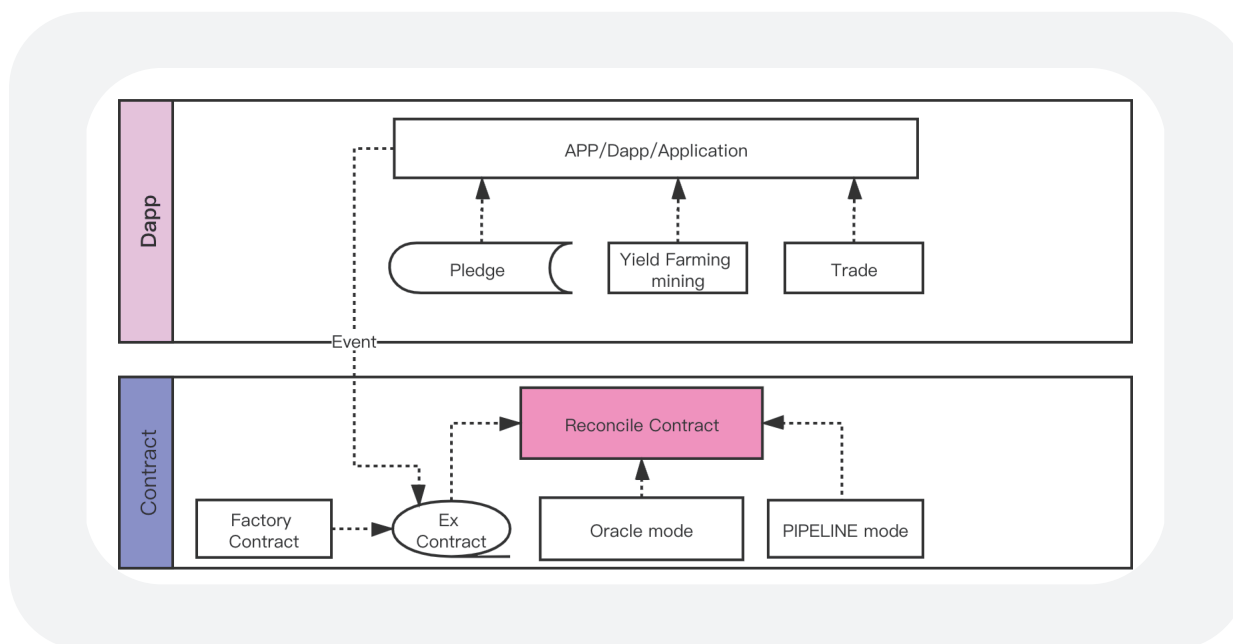 Dapp
APP/Dapp/Application
Pledge
Yield Farming
mining
Trade
Event
Contract
Reconcile Contract
Factory
Contract
Ex
Contract
Oracle mode
PIPELINE mode